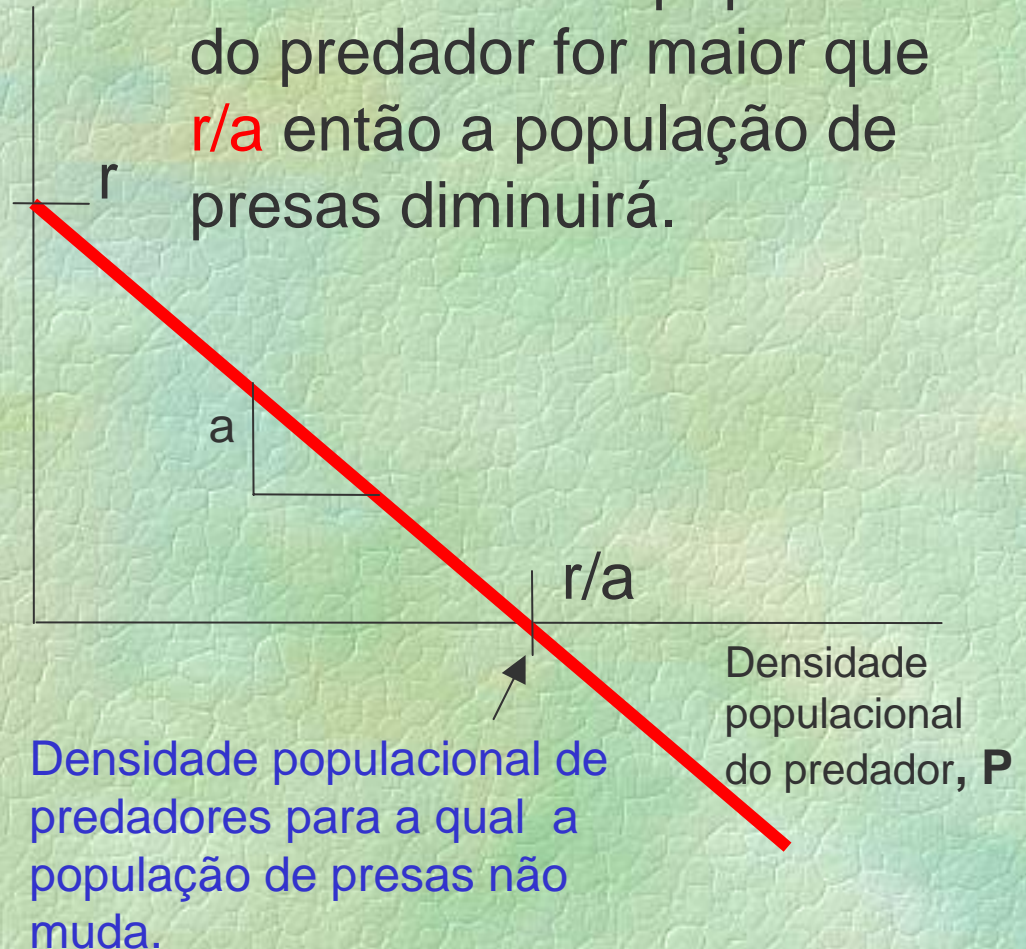 do predador for maior que
r/a então a população de
presas diminuirá.
r
a
r/a
Densidade
populacional
do predador, P
Densidade populacional de
predadores para a qual a
população de presas não
muda.